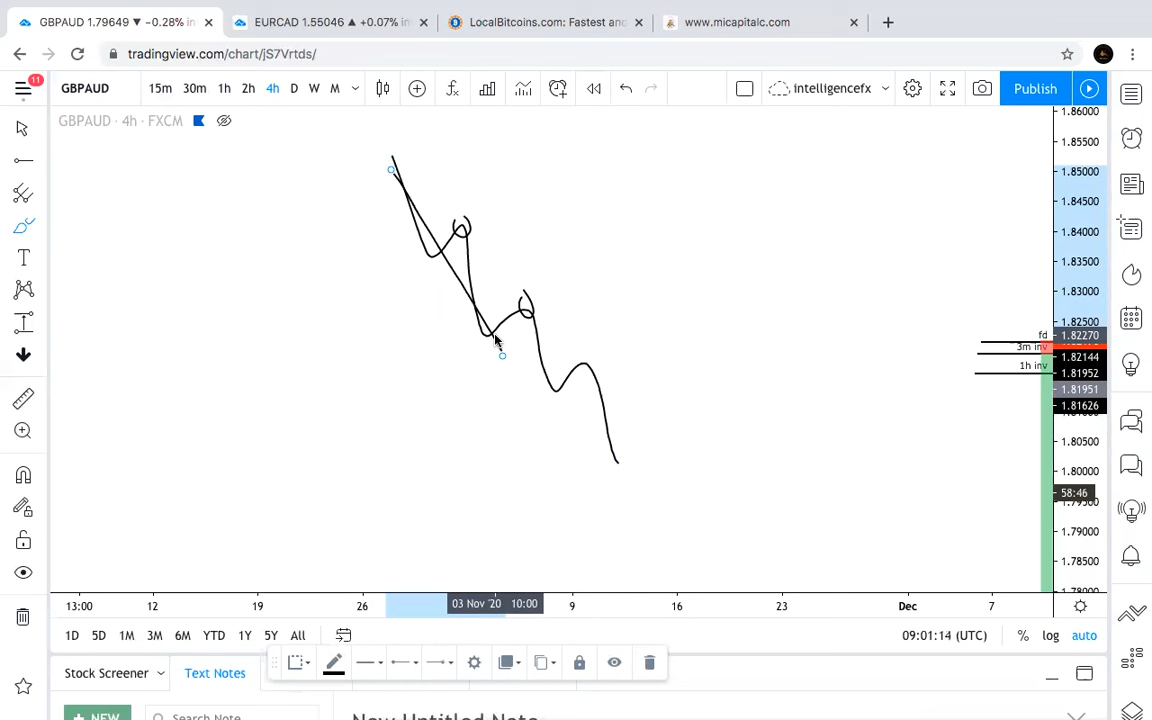 GBPAUD 1.79649 ▼ −0.28% in
EURCAD 1.55046 ▲ +0.07% in
LocalBitcoins.com: Fastest and
www.micapitalc.com
tradingview.com/chart/jS7Vrtds/
11
GBPAUD
15m 30m 1h 2h 4h D W M
intelligencefx
Publish
GBPAUD · 4h · FXCM
1.86000
1.85500
1.85000
1.84500
1.84000
1.83500
1.83000
1.82500
fd
1.82270
3m inv
1.82144
1h inv
1.81952
1.81951
1.81626
1.80500
1.80000
58:46
1.79500
1.79000
1.78500
1.78000
13:00 12 19 26 03 Nov '20 10:00 9 16 23 Dec 7
1D 5D 1M 3M 6M YTD 1Y 5Y All
09:01:14 (UTC) % log auto
Stock Screener
Text Notes
NEW
Search Note
New Untitled Note